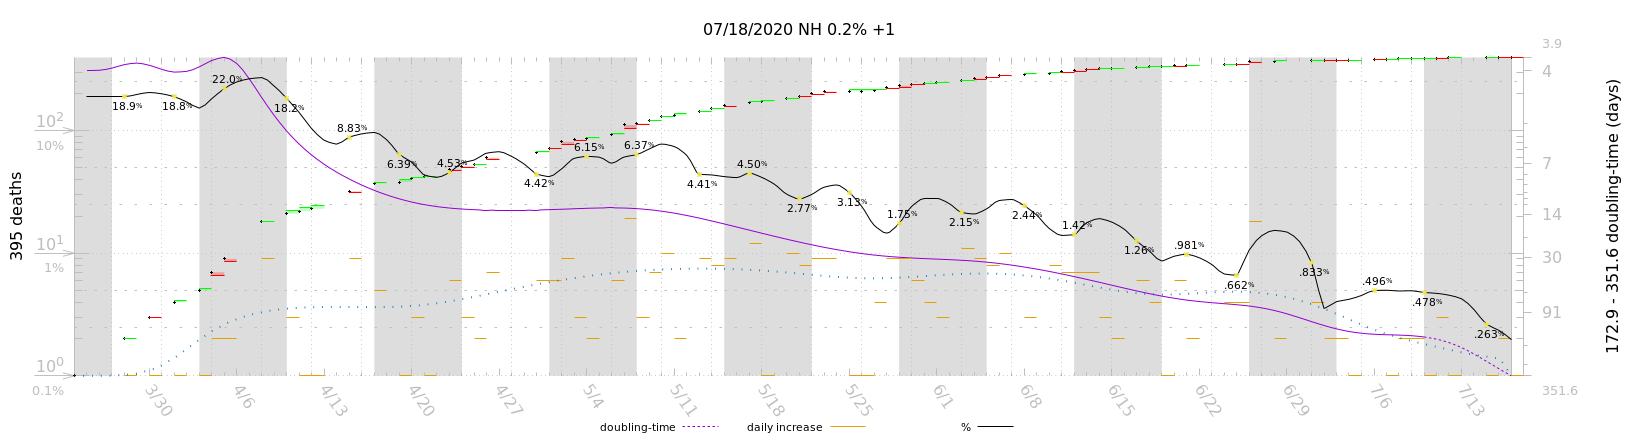 07/18/2020 NH 0.2% +1
395 deaths
10² 10% 10¹ 1% 10⁰ 0.1%
22.0% 18.9% 18.8% 18.2% 8.83% 6.39% 4.53% 4.42% 6.15% 6.37% 4.41% 4.50% 2.77% 3.13% 1.75% 2.15% 2.44% 1.42% 1.26% .981% .662% .833% .496% .478% .263%
3.9 4 7 14 30 91 351.6
172.9 - 351.6 doubling-time (days)
3/30 4/6 4/13 4/20 4/27 5/4 5/11 5/18 5/25 6/1 6/8 6/15 6/22 6/29 7/6 7/13
doubling-time daily increase %